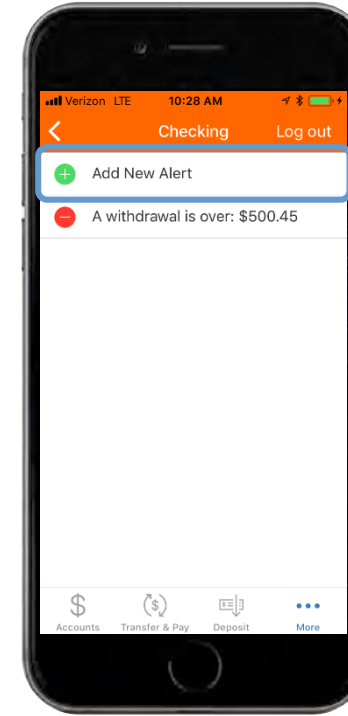 Verizon LTE 10:28 AM
Checking Log out
Add New Alert
A withdrawal is over: $500.45
Accounts Transfer & Pay Deposit More